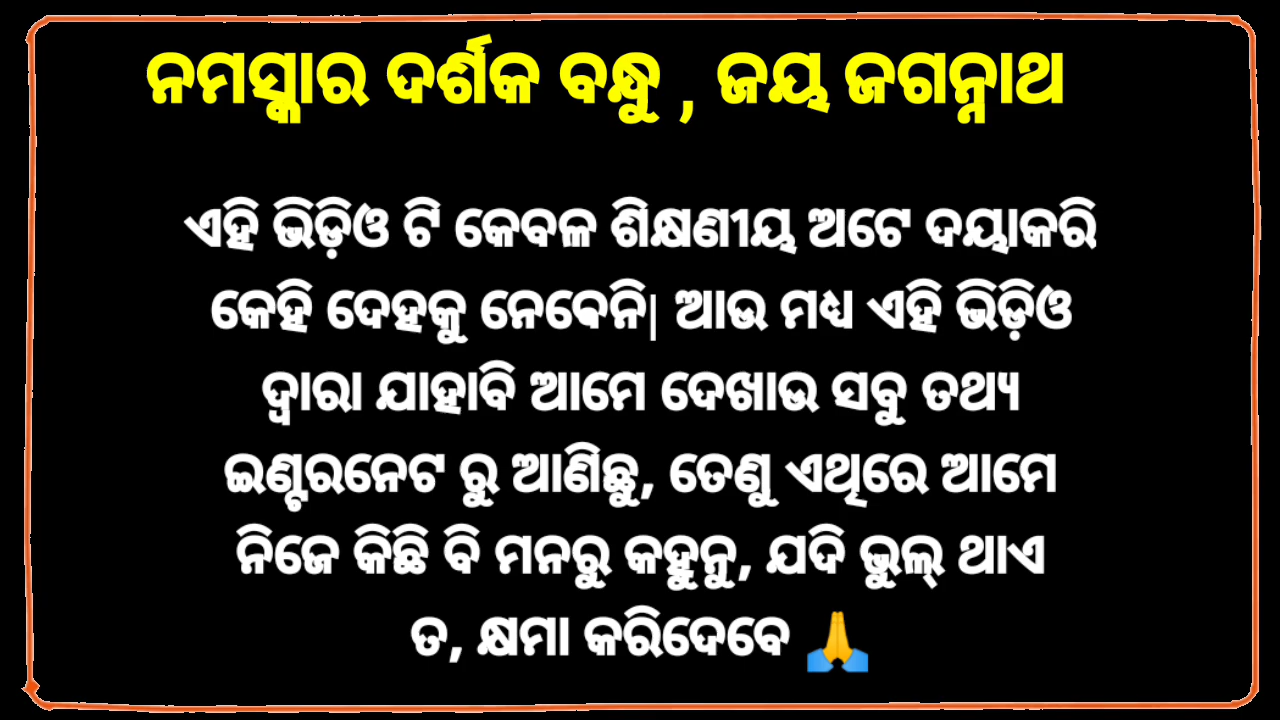 ନମସ୍କାର ଦର୍ଶକ ବନ୍ଧୁ , ଜୟ ଜଗନ୍ନାଥ
ଏହି ଭିଡ଼ିଓ ଟି କେବଳ ଶିକ୍ଷଣୀୟ ଅଟେ ଦୟାକରି
କେହି ଦେହକୁ ନେବେନି| ଆଉ ମଧ୍ୟ ଏହି ଭିଡ଼ିଓ
ଦ୍ୱାରା ଯାହାବି ଆମେ ଦେଖାଉ ସବୁ ତଥ୍ୟ
ଇଣ୍ଟରନେଟ ରୁ ଆଣିଛୁ, ତେଣୁ ଏଥିରେ ଆମେ
ନିଜେ କିଛି ବି ମନରୁ କହୁନୁ, ଯଦି ଭୁଲ୍ ଥାଏ
ତ, କ୍ଷମା କରିଦେବେ 🙏